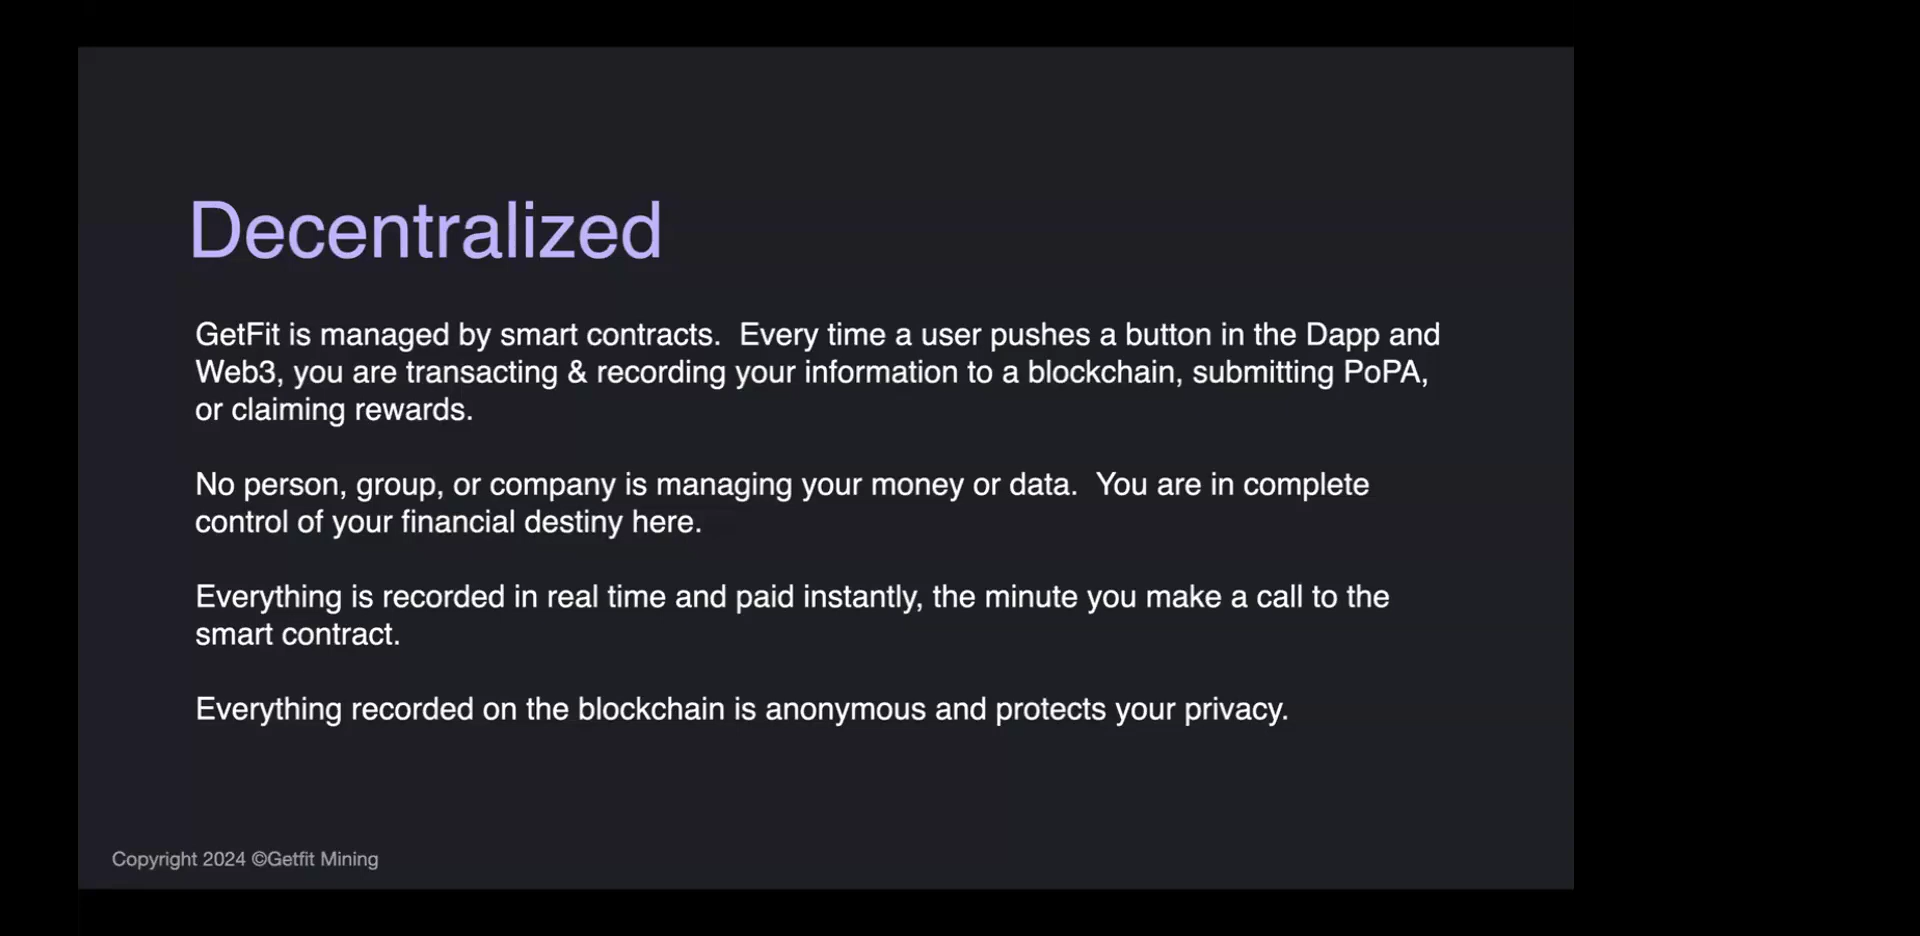 Decentralized
GetFit is managed by smart contracts.  Every time a user pushes a button in the Dapp and
Web3, you are transacting & recording your information to a blockchain, submitting PoPA,
or claiming rewards.
No person, group, or company is managing your money or data.  You are in complete
control of your financial destiny here.
Everything is recorded in real time and paid instantly, the minute you make a call to the
smart contract.
Everything recorded on the blockchain is anonymous and protects your privacy.
Copyright 2024 ©Getfit Mining